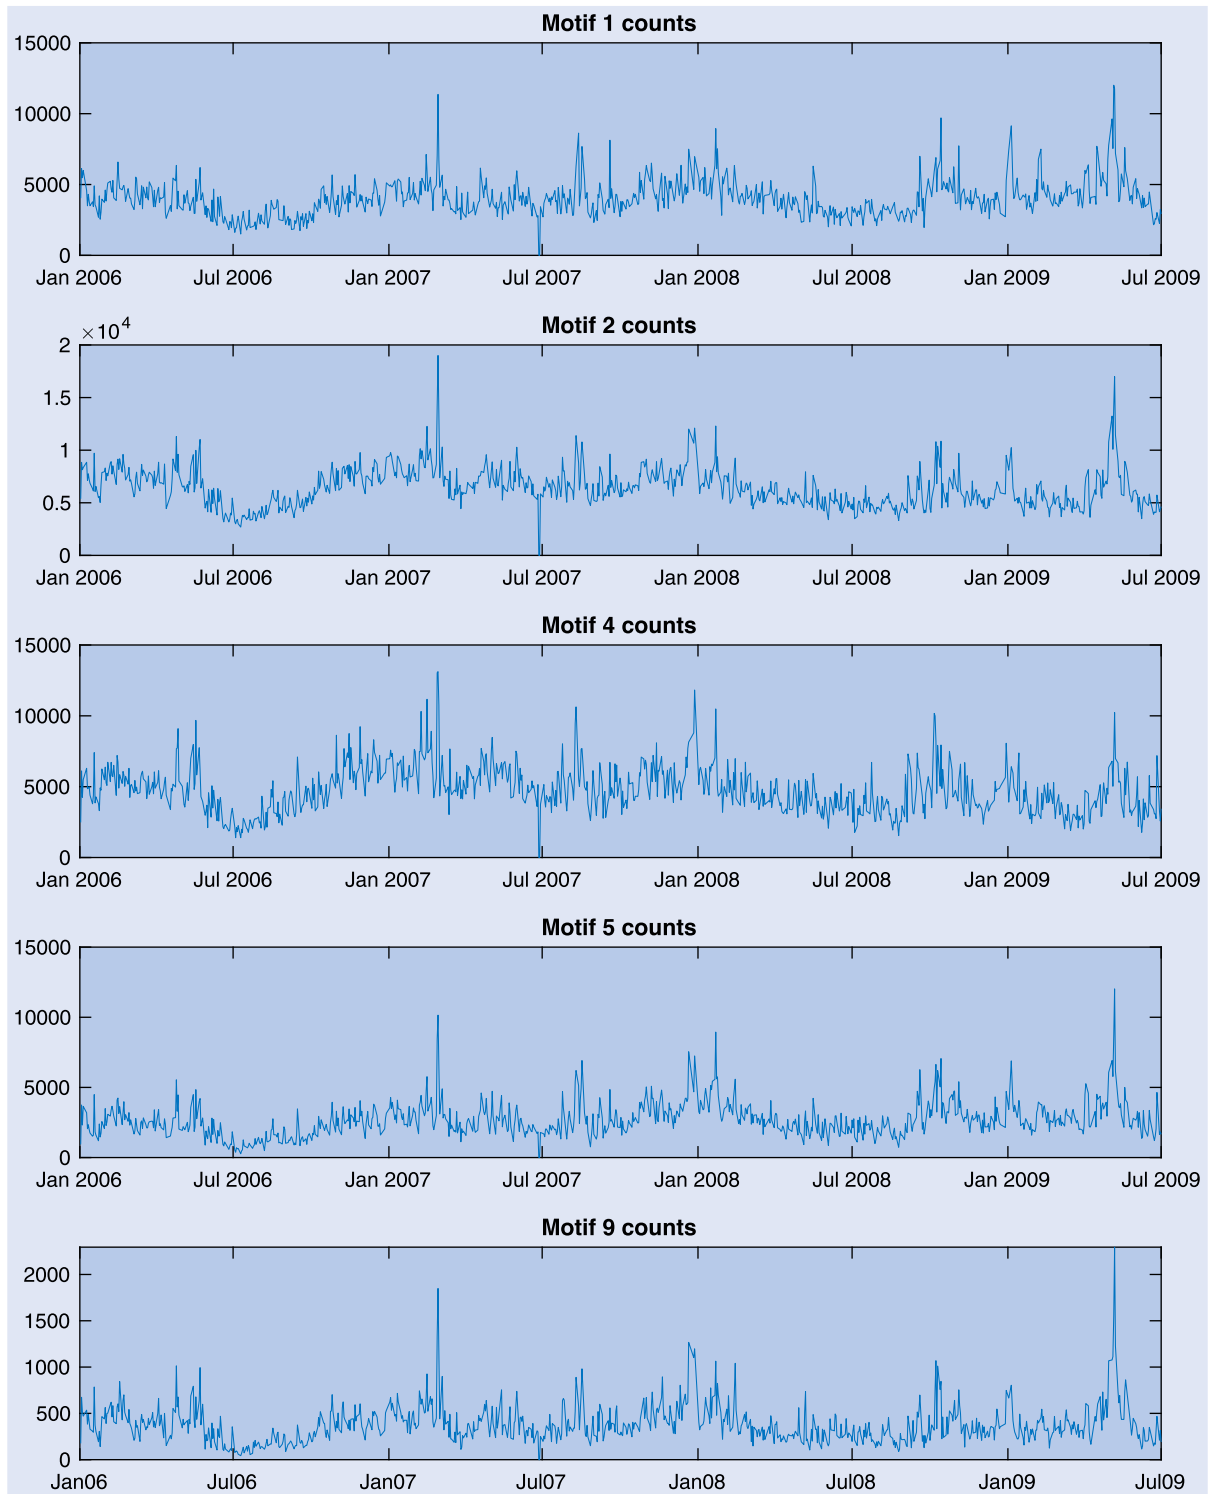 Motif 1 counts
15000
10000
5000
0
Jan 2006 Jul 2006 Jan 2007 Jul 2007 Jan 2008 Jul 2008 Jan 2009 Jul 2009
Motif 2 counts
×10⁴
2
1.5
1
0.5
0
Jan 2006 Jul 2006 Jan 2007 Jul 2007 Jan 2008 Jul 2008 Jan 2009 Jul 2009
Motif 4 counts
15000
10000
5000
0
Jan 2006 Jul 2006 Jan 2007 Jul 2007 Jan 2008 Jul 2008 Jan 2009 Jul 2009
Motif 5 counts
15000
10000
5000
0
Jan 2006 Jul 2006 Jan 2007 Jul 2007 Jan 2008 Jul 2008 Jan 2009 Jul 2009
Motif 9 counts
2000
1500
1000
500
0
Jan06 Jul06 Jan07 Jul07 Jan08 Jul08 Jan09 Jul09